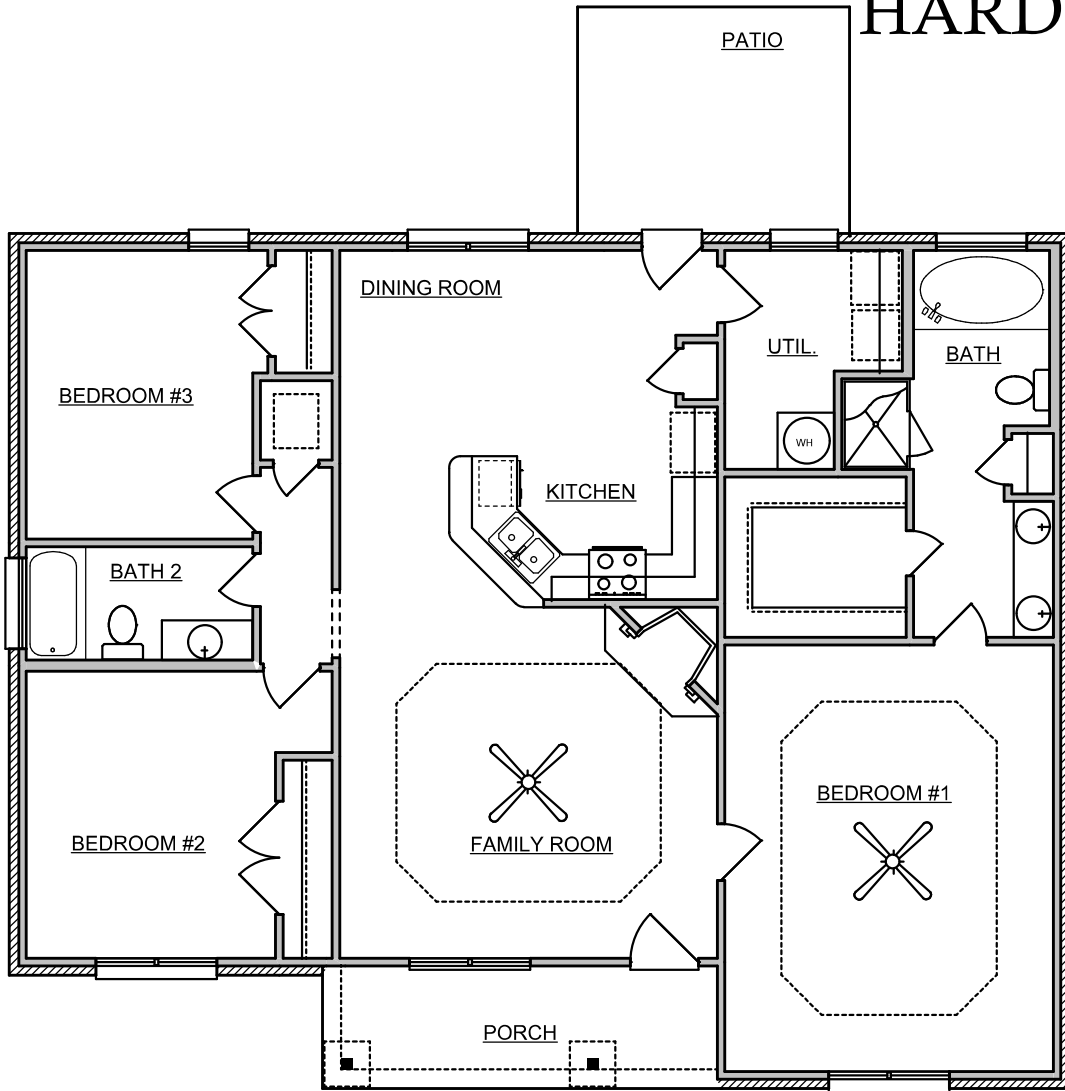 HARD
PATIO
DINING ROOM
UTIL.
BATH
BEDROOM #3
WH
KITCHEN
BATH 2
BEDROOM #1
BEDROOM #2
FAMILY ROOM
PORCH